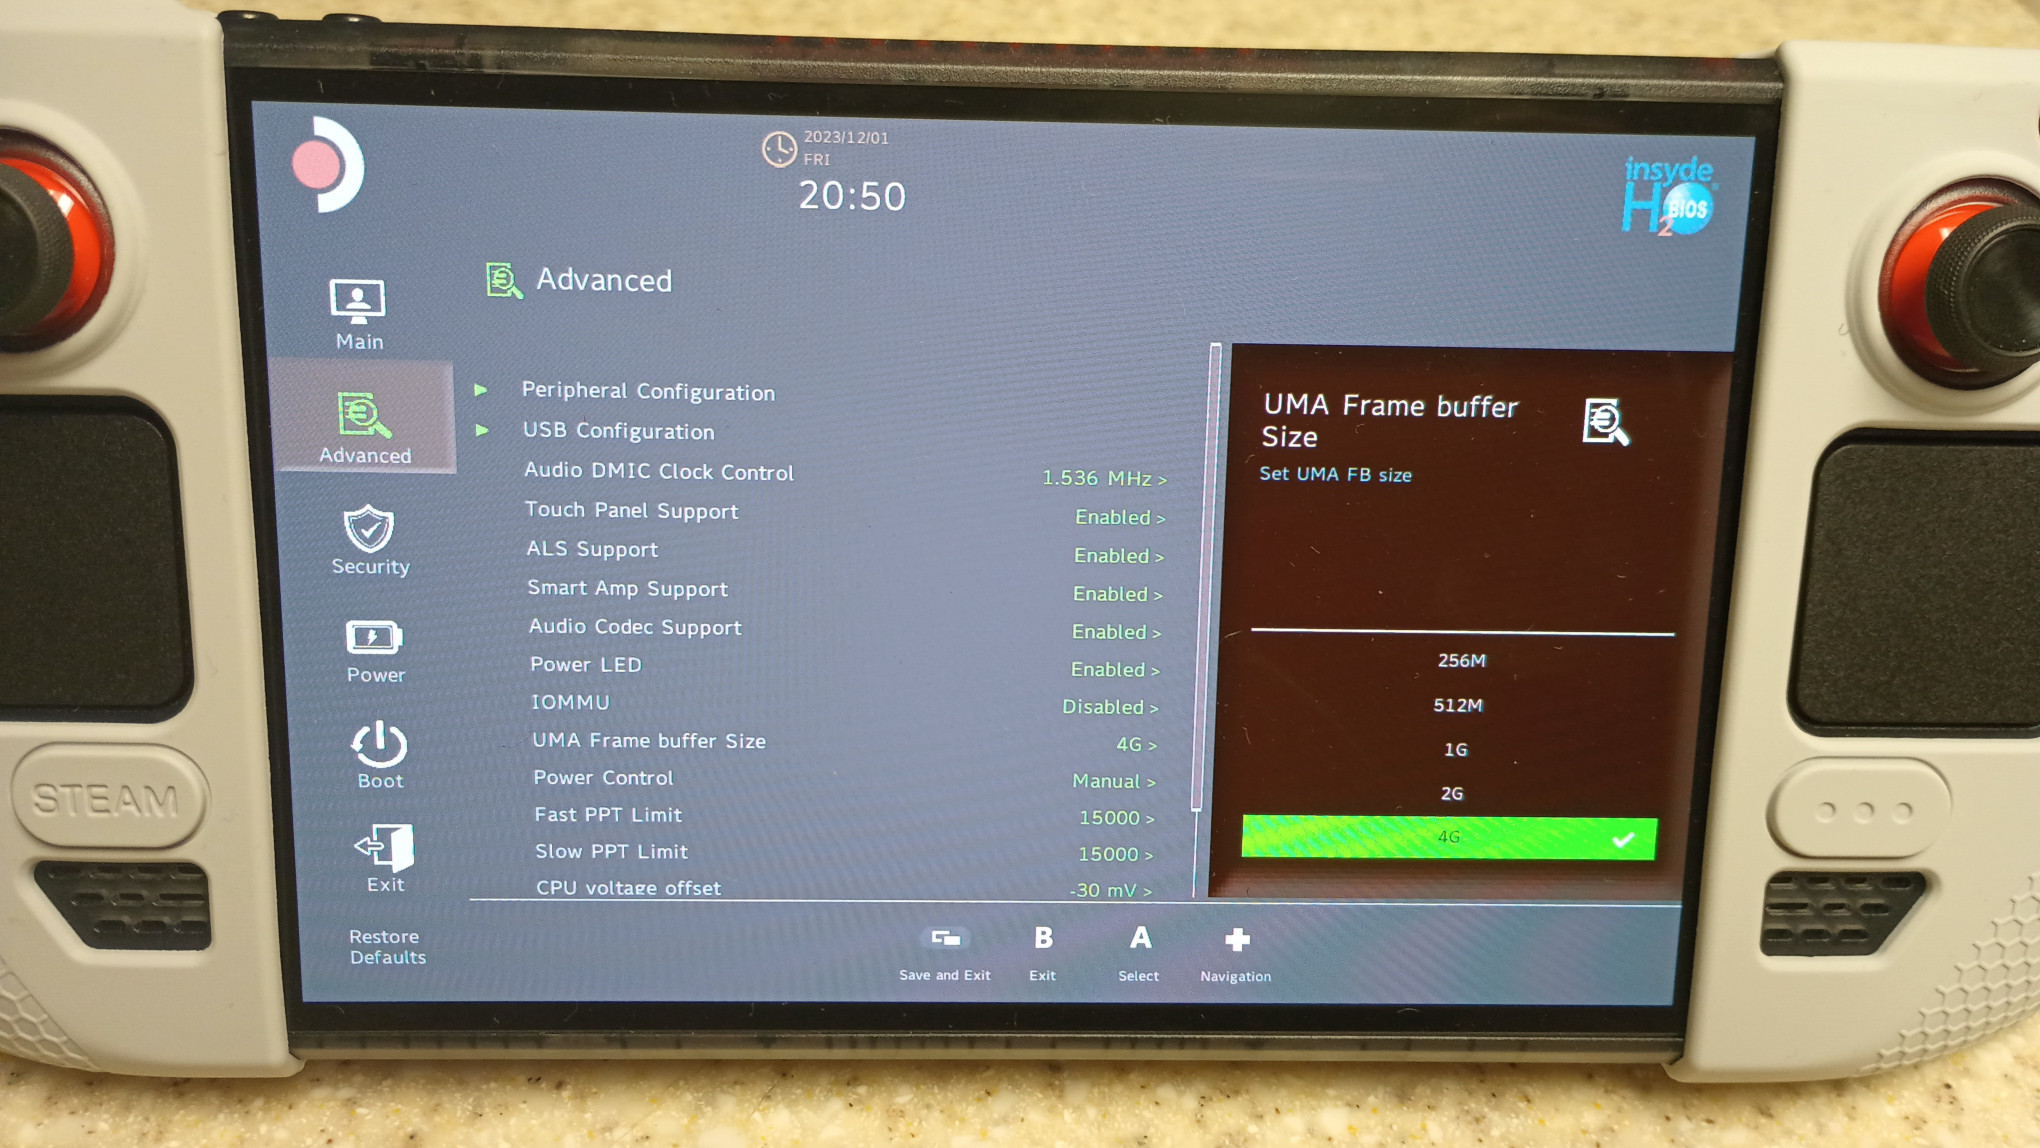 2023/12/01
FRI
20:50
insyde
H2
BIOS
Advanced
Main
Advanced
Security
Power
Boot
Exit
Restore
Defaults
Peripheral Configuration
USB Configuration
Audio DMIC Clock Control 1.536 MHz >
Touch Panel Support Enabled >
ALS Support Enabled >
Smart Amp Support Enabled >
Audio Codec Support Enabled >
Power LED Enabled >
IOMMU Disabled >
UMA Frame buffer Size 4G >
Power Control Manual >
Fast PPT Limit 15000 >
Slow PPT Limit 15000 >
CPU voltage offset -30 mV >
UMA Frame buffer
Size
Set UMA FB size
256M
512M
1G
2G
4G
B A
Save and Exit Exit Select Navigation
STEAM